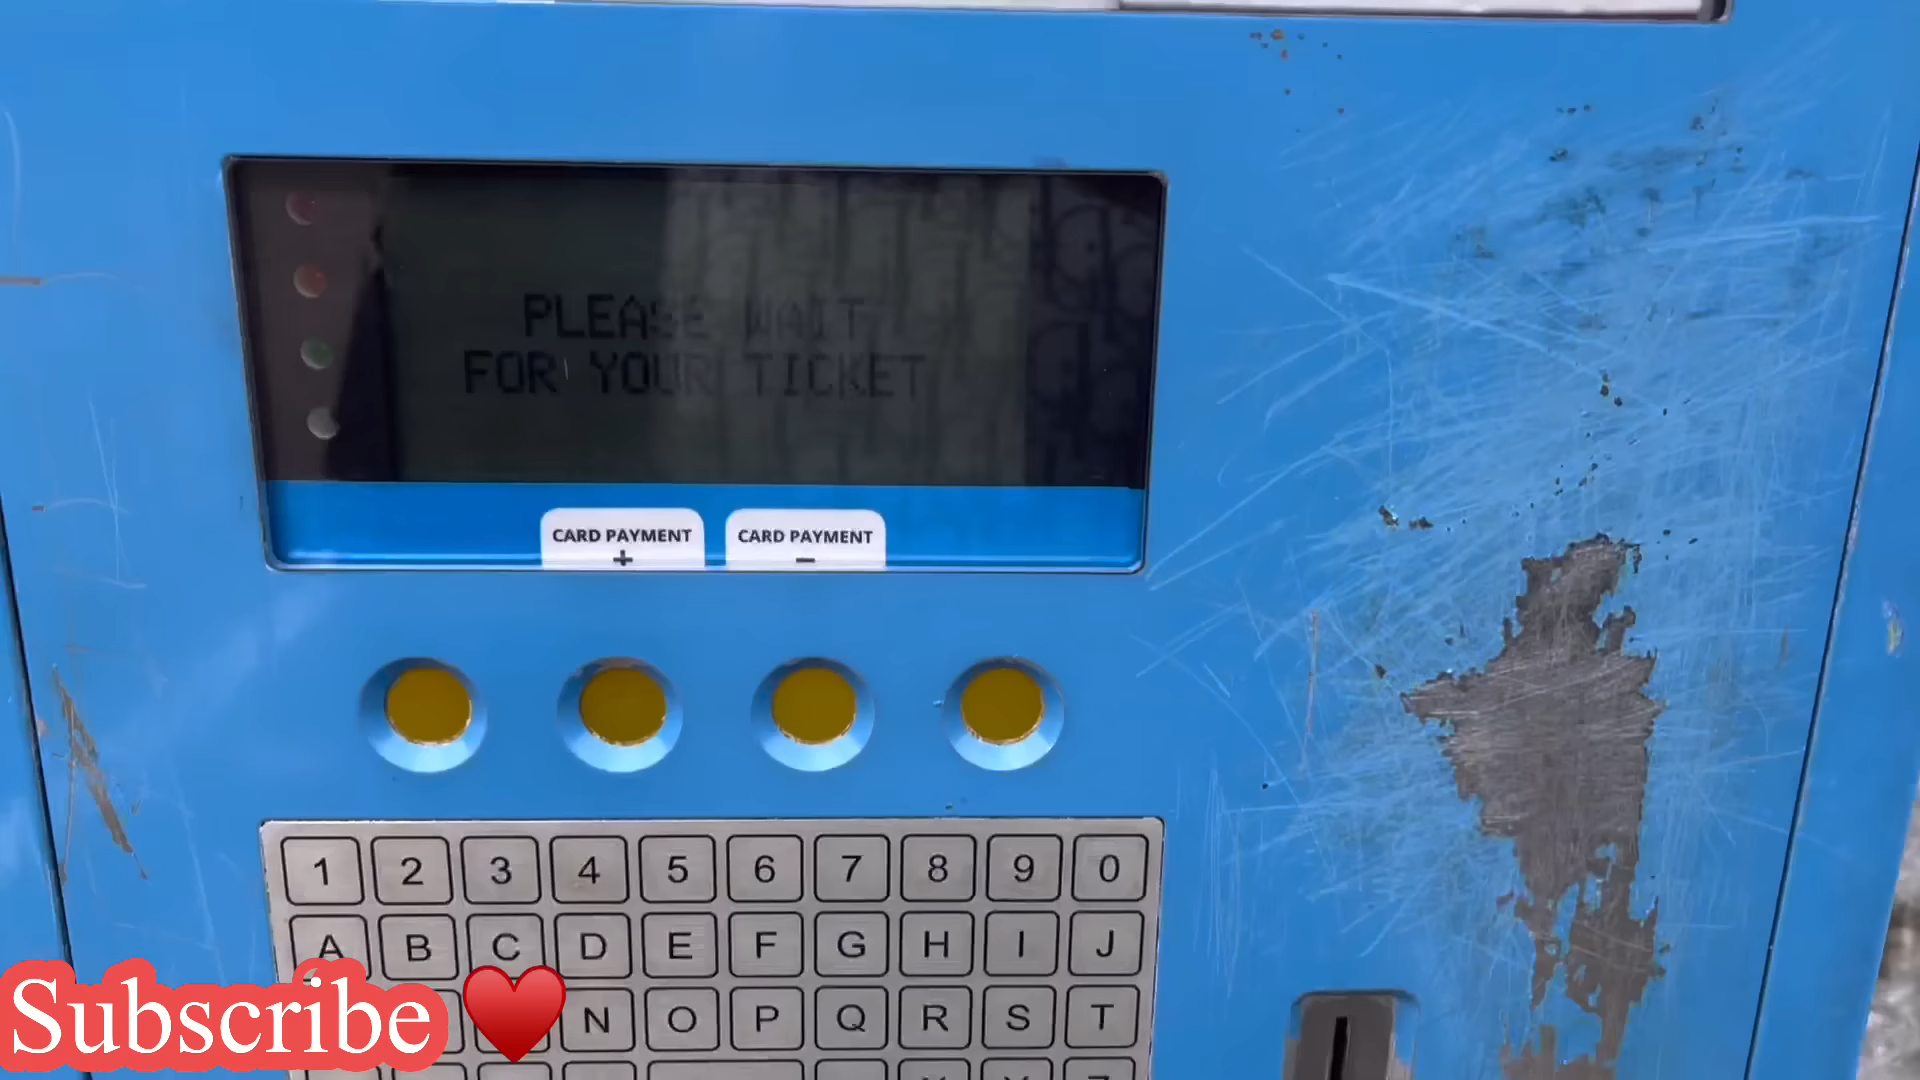 PLEASE WAIT
FOR YOUR TICKET
CARD PAYMENT
+
CARD PAYMENT
-
1 2 3 4 5 6 7 8 9 0
A B C D E F G H I J
N O P Q R S T
Subscribe